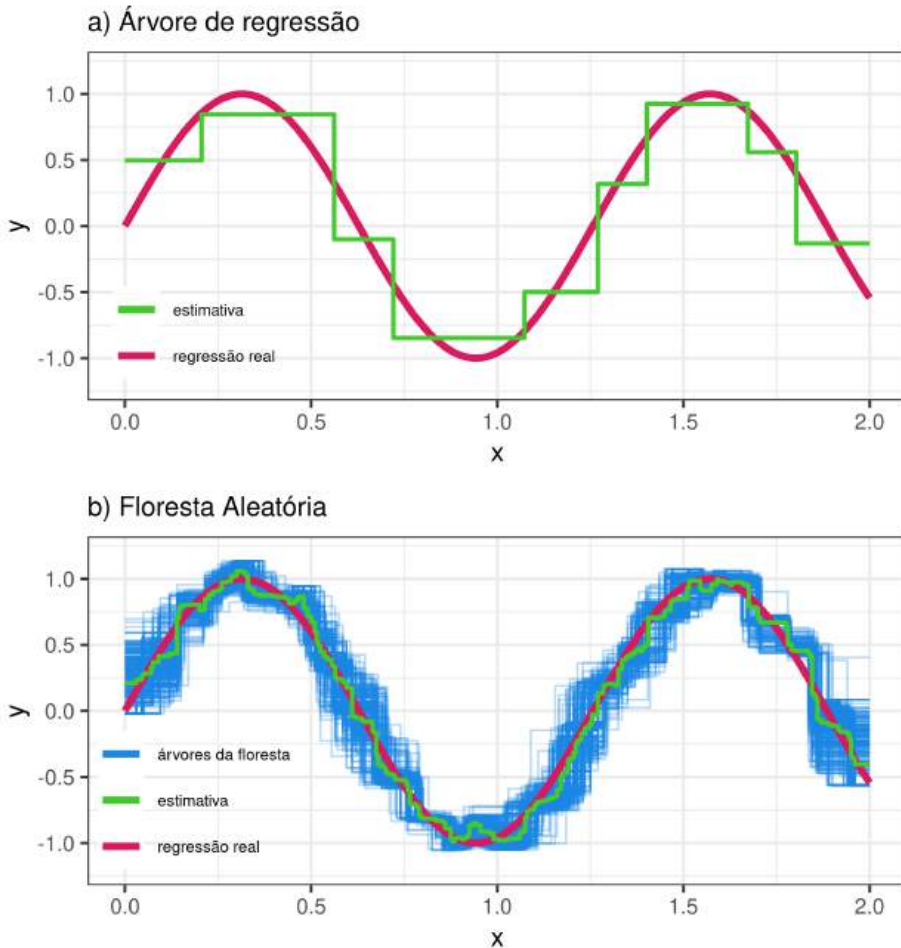 a) Árvore de regressão
1.0
0.5
0.0
-0.5
-1.0
y
estimativa
regressão real
0.0 0.5 1.0 1.5 2.0
x
b) Floresta Aleatória
1.0
0.5
0.0
-0.5
-1.0
y
árvores da floresta
estimativa
regressão real
0.0 0.5 1.0 1.5 2.0
x